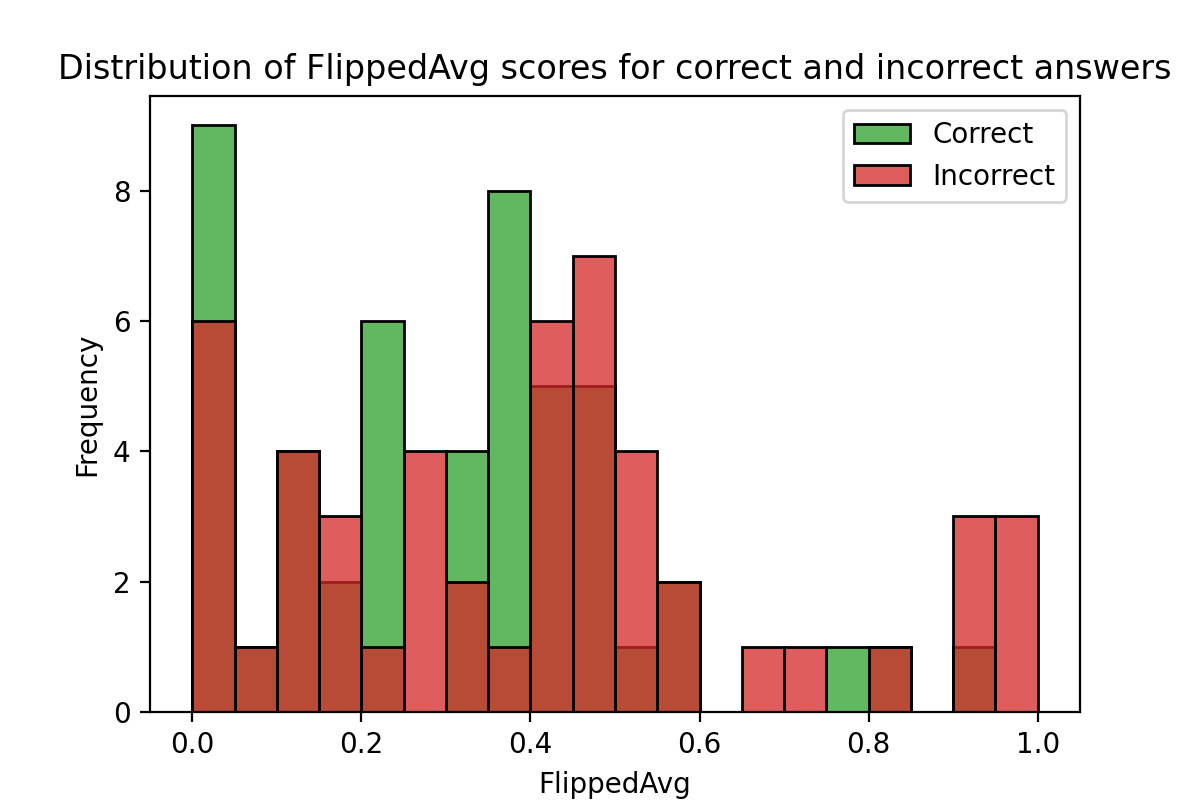 Distribution of FlippedAvg scores for correct and incorrect answers
Correct
Incorrect
8
6
4
2
0
Frequency
0.0 0.2 0.4 0.6 0.8 1.0
FlippedAvg